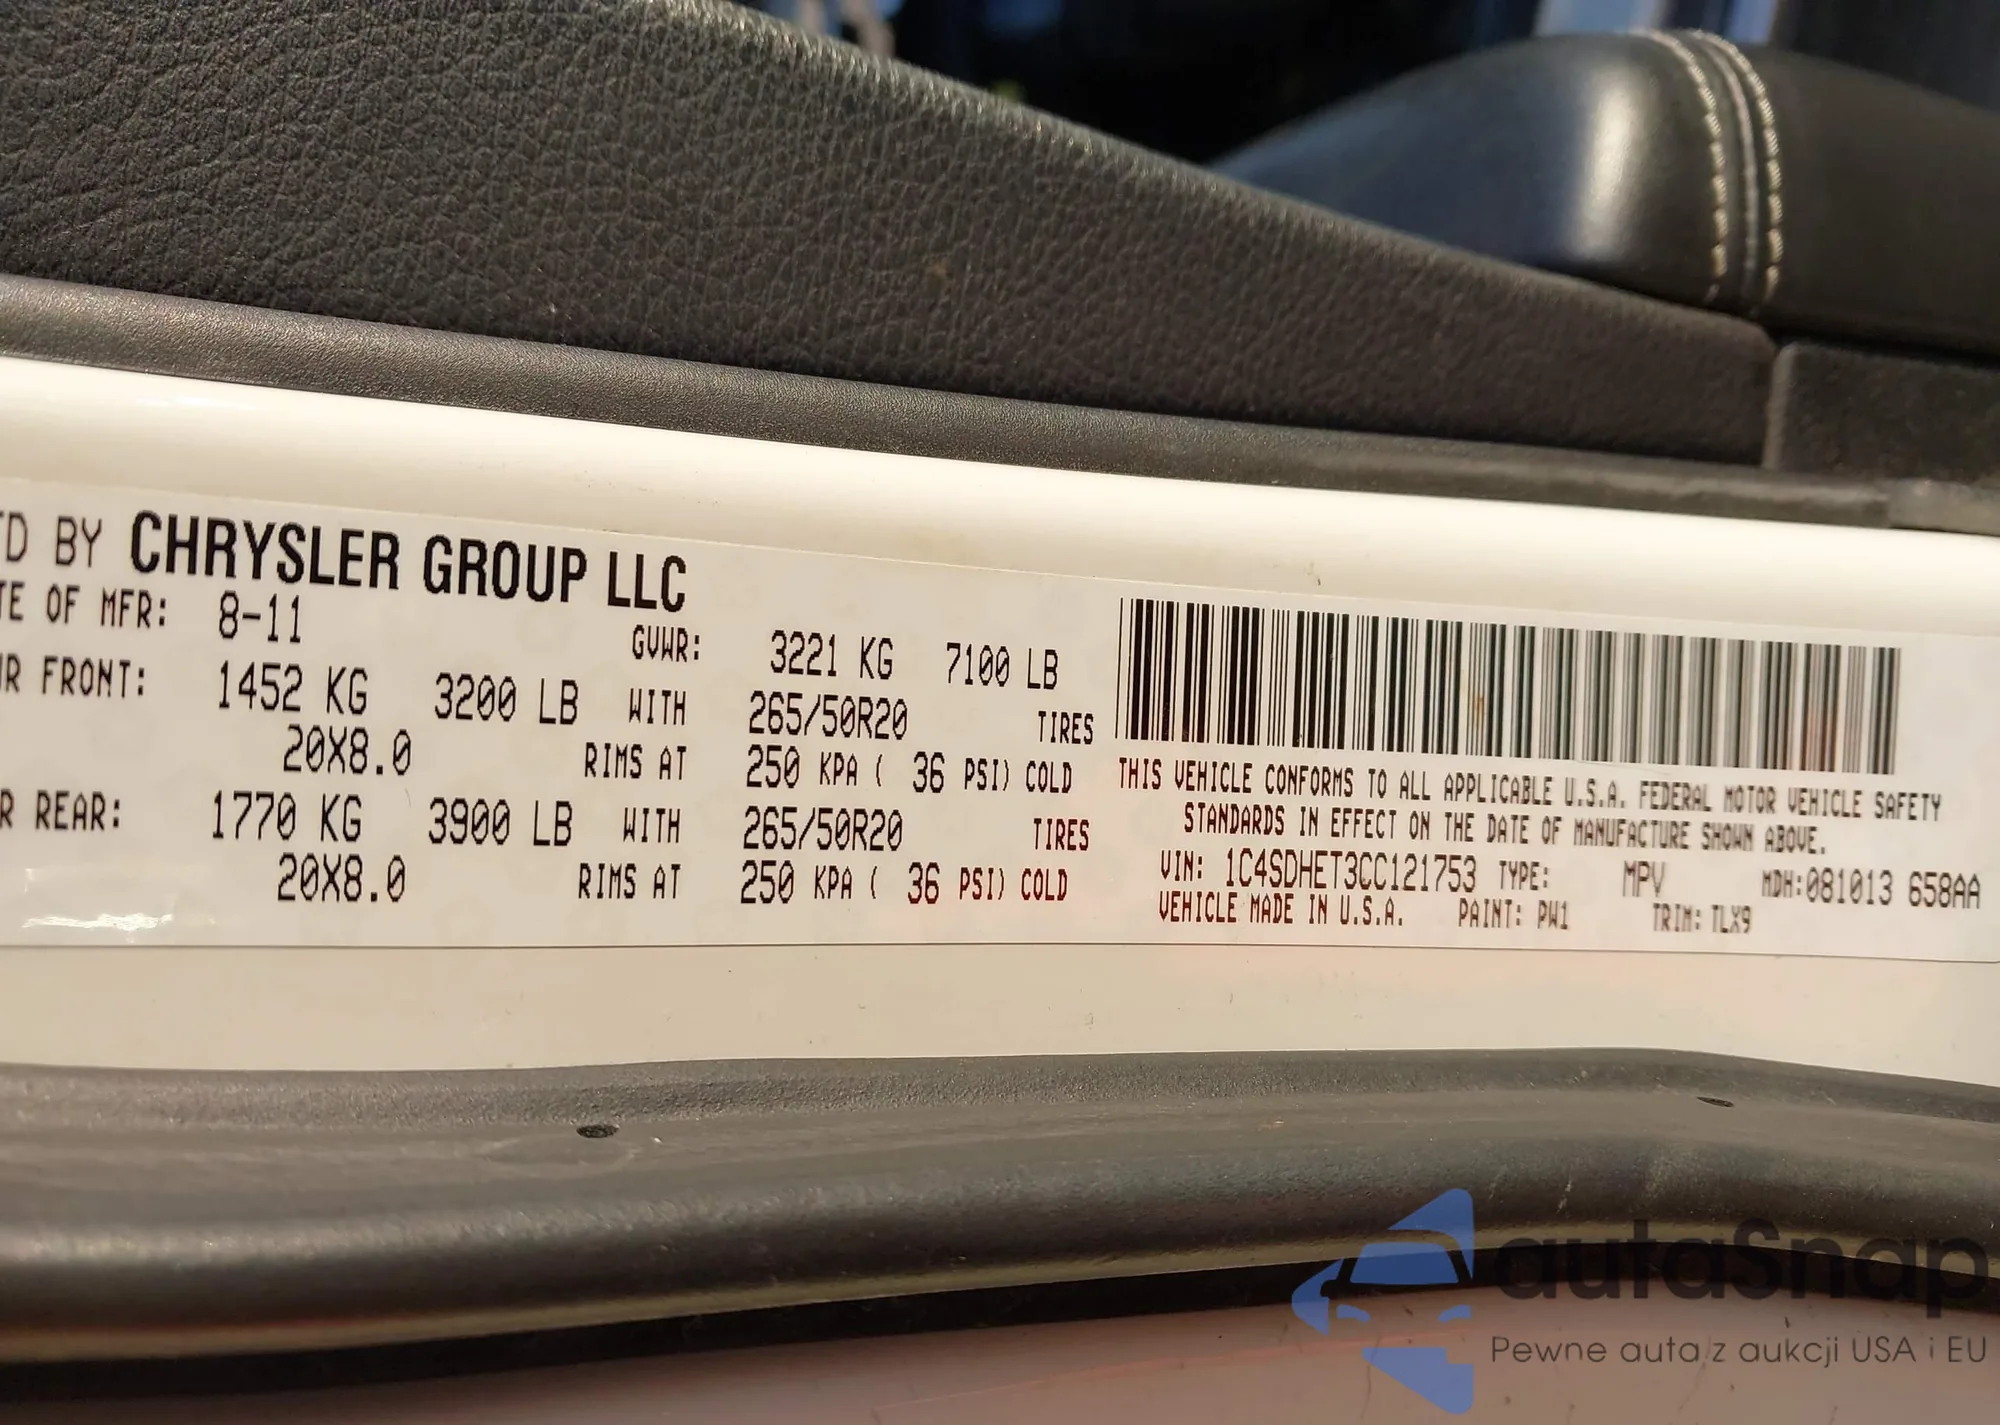 TD BY CHRYSLER GROUP LLC
TE OF MFR: 8-11 GVWR: 3221 KG 7100 LB
R FRONT: 1452 KG 3200 LB WITH 265/50R20 TIRES
20X8.0 RIMS AT 250 KPA ( 36 PSI) COLD
R REAR: 1770 KG 3900 LB WITH 265/50R20 TIRES
20X8.0 RIMS AT 250 KPA ( 36 PSI) COLD
THIS VEHICLE CONFORMS TO ALL APPLICABLE U.S.A. FEDERAL MOTOR VEHICLE SAFETY
STANDARDS IN EFFECT ON THE DATE OF MANUFACTURE SHOWN ABOVE.
VIN: 1C4SDHET3CC121753 TYPE: MPV MDH:081013 658AA
VEHICLE MADE IN U.S.A. PAINT: PW1 TRIM: TLX9
autaSnap
Pewne auta z aukcji USA i EU